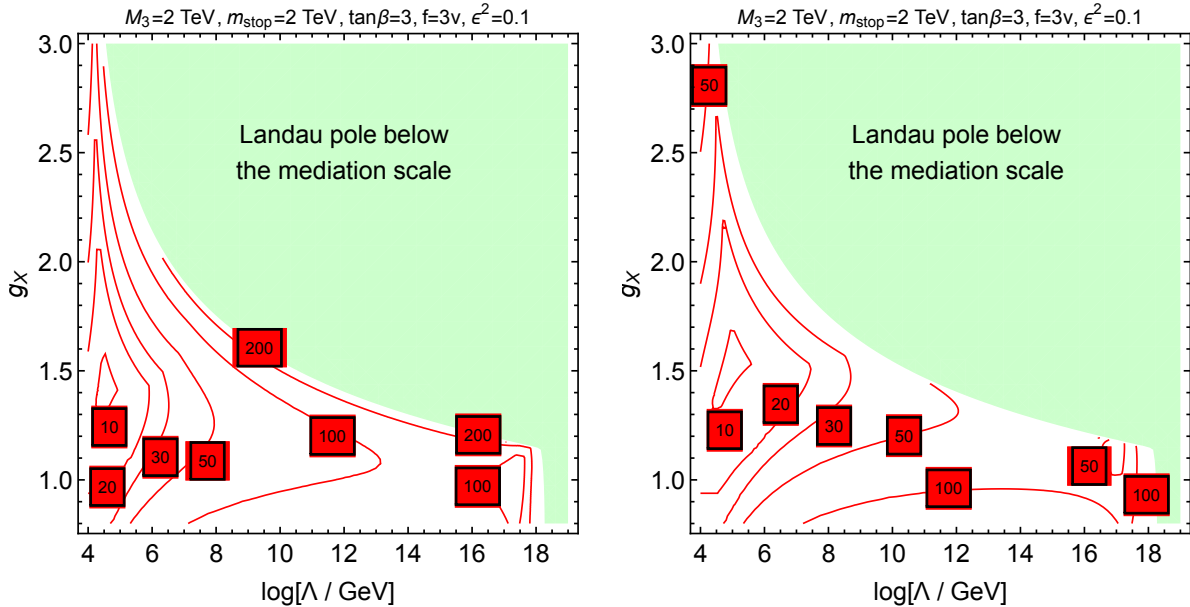 M₃=2 TeV, mstop=2 TeV, tanβ=3, f=3v, ϵ²=0.1
3.0
2.5
2.0
1.5
1.0
gX
Landau pole below
the mediation scale
200
10
30
20
50
100
200
100
4 6 8 10 12 14 16 18
log[Λ / GeV]
M₃=2 TeV, mstop=2 TeV, tanβ=3, f=3v, ϵ²=0.1
3.0
2.5
2.0
1.5
1.0
gX
50
Landau pole below
the mediation scale
10
20
30
50
100
50
100
4 6 8 10 12 14 16 18
log[Λ / GeV]